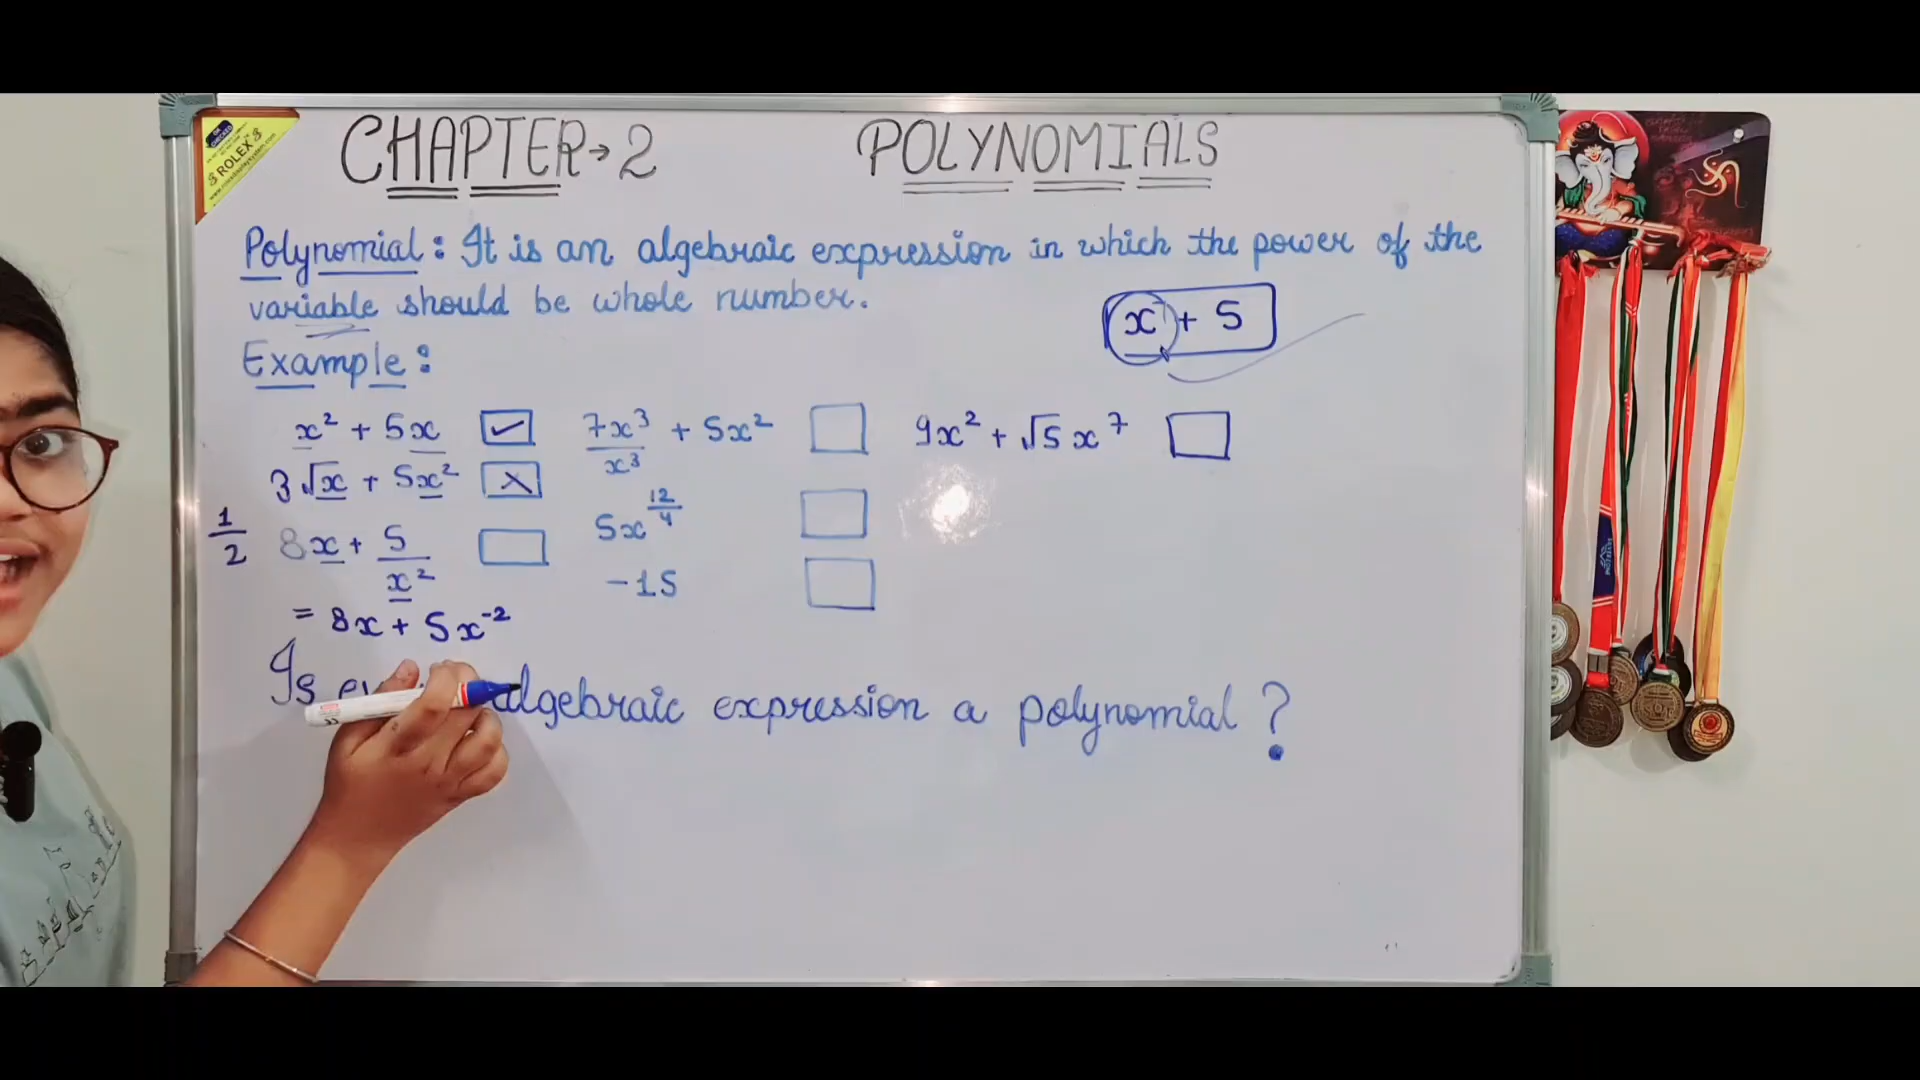 CHAPTER→2 POLYNOMIALS
Polynomial: It is an algebraic expression in which the power of the
variable should be whole number.
x + 5
Example:
x² + 5x ✓ 7x³/x³ + 5x² 9x² + √5 x⁷
3√x + 5x² ✗
1/2
8x + 5/x² 5x^12/4
-15
= 8x + 5x⁻²
Is algebraic expression a polynomial ?
ROLEX